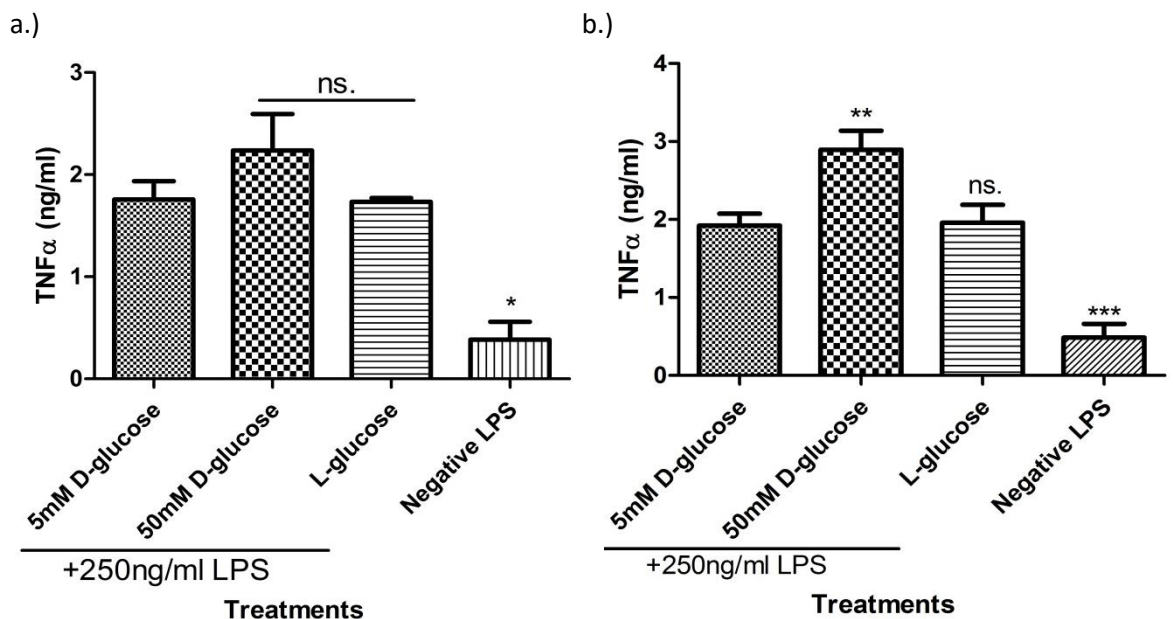 a.)
3
2
1
0
TNFα (ng/ml)
ns.
*
5mM D-glucose
50mM D-glucose
L-glucose
Negative LPS
+250ng/ml LPS
Treatments
b.)
4
3
2
1
0
TNFα (ng/ml)
**
ns.
***
5mM D-glucose
50mM D-glucose
L-glucose
Negative LPS
+250ng/ml LPS
Treatments